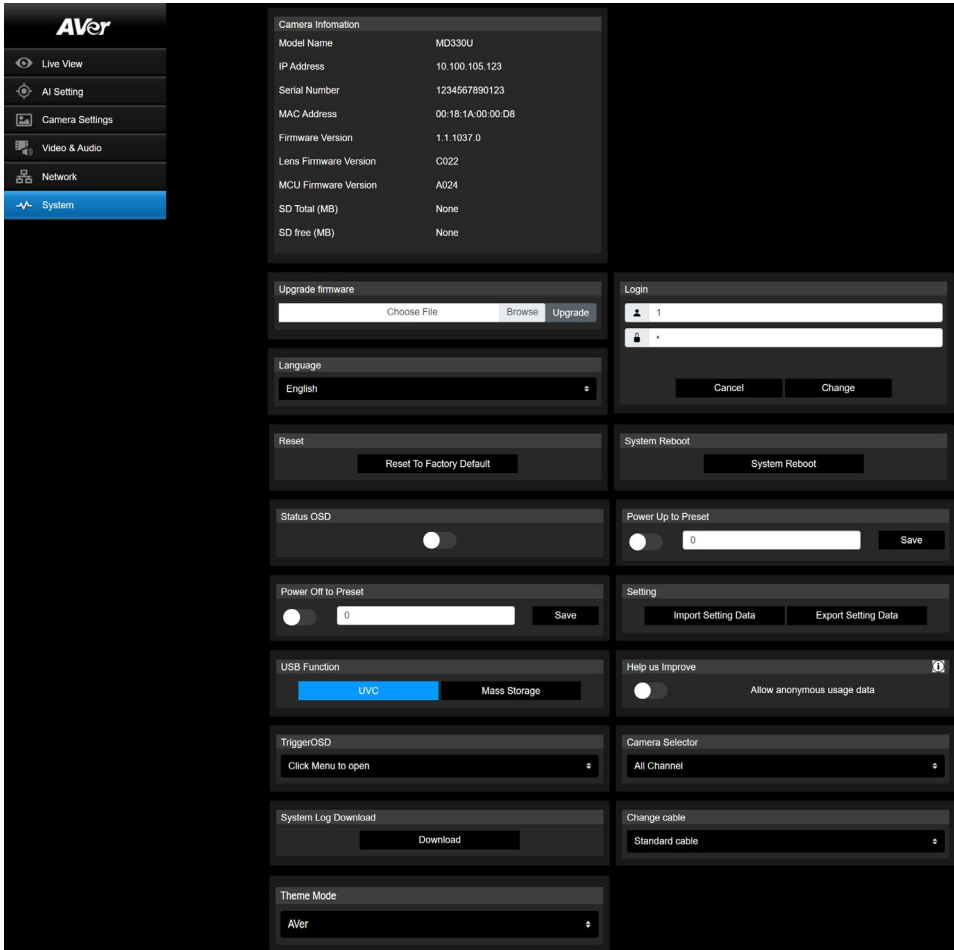 AVer
Live View
AI Setting
Camera Settings
Video & Audio
Network
System
Camera Infomation
Model Name MD330U
IP Address 10.100.105.123
Serial Number 1234567890123
MAC Address 00:18:1A:00:00:D8
Firmware Version 1.1.1037.0
Lens Firmware Version C022
MCU Firmware Version A024
SD Total (MB) None
SD free (MB) None
Upgrade firmware
Choose File Browse Upgrade
Login
1
*
Cancel Change
Language
English
Reset
Reset To Factory Default
System Reboot
System Reboot
Status OSD
Power Up to Preset
0 Save
Power Off to Preset
0 Save
Setting
Import Setting Data Export Setting Data
USB Function
UVC Mass Storage
Help us Improve
Allow anonymous usage data
TriggerOSD
Click Menu to open
Camera Selector
All Channel
System Log Download
Download
Change cable
Standard cable
Theme Mode
AVer